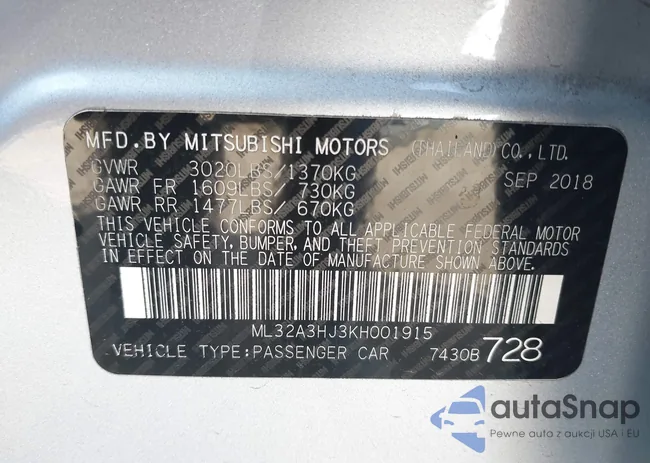 MFD. BY MITSUBISHI MOTORS (THAILAND) CO., LTD.
GVWR 3020LBS/1370KG
SEP 2018
GAWR FR 1609LBS/ 730KG
GAWR RR 1477LBS/ 670KG
THIS VEHICLE CONFORMS TO ALL APPLICABLE FEDERAL MOTOR
VEHICLE SAFETY, BUMPER, AND THEFT PREVENTION STANDARDS
IN EFFECT ON THE DATE OF MANUFACTURE SHOWN ABOVE.
ML32A3HJ3KH001915
VEHICLE TYPE:PASSENGER CAR 7430B 728
autaSnap
Pewne auta z aukcji USA i EU